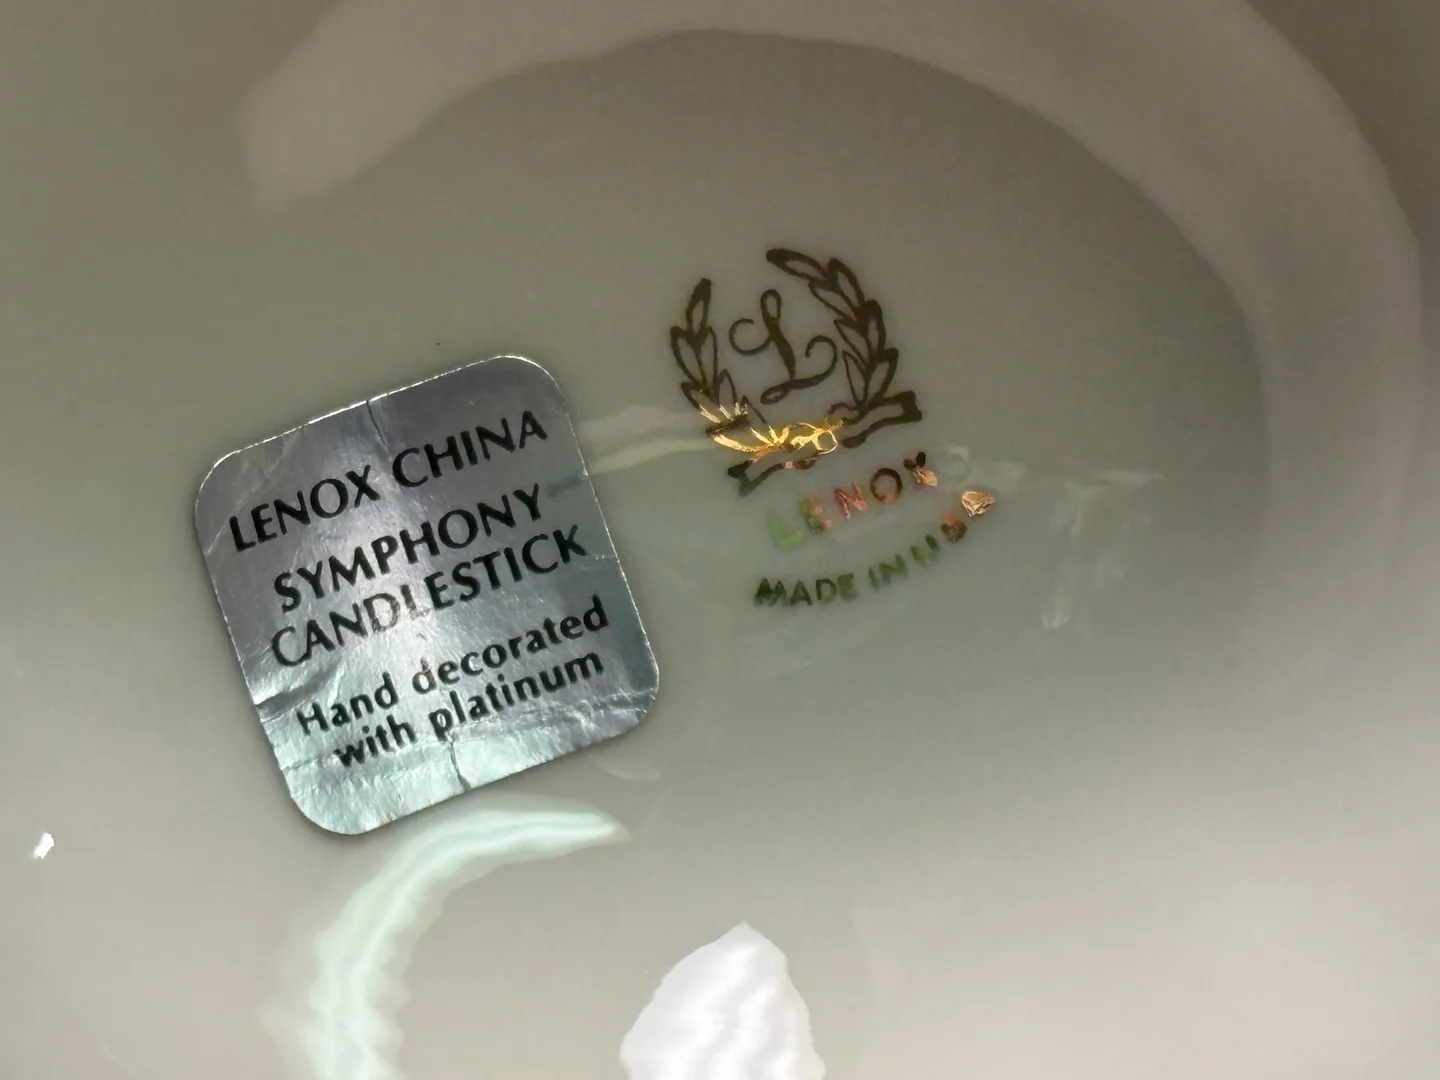 LENOX CHINA
SYMPHONY
CANDLESTICK
Hand decorated
with platinum
L
LENOX
MADE IN U S A